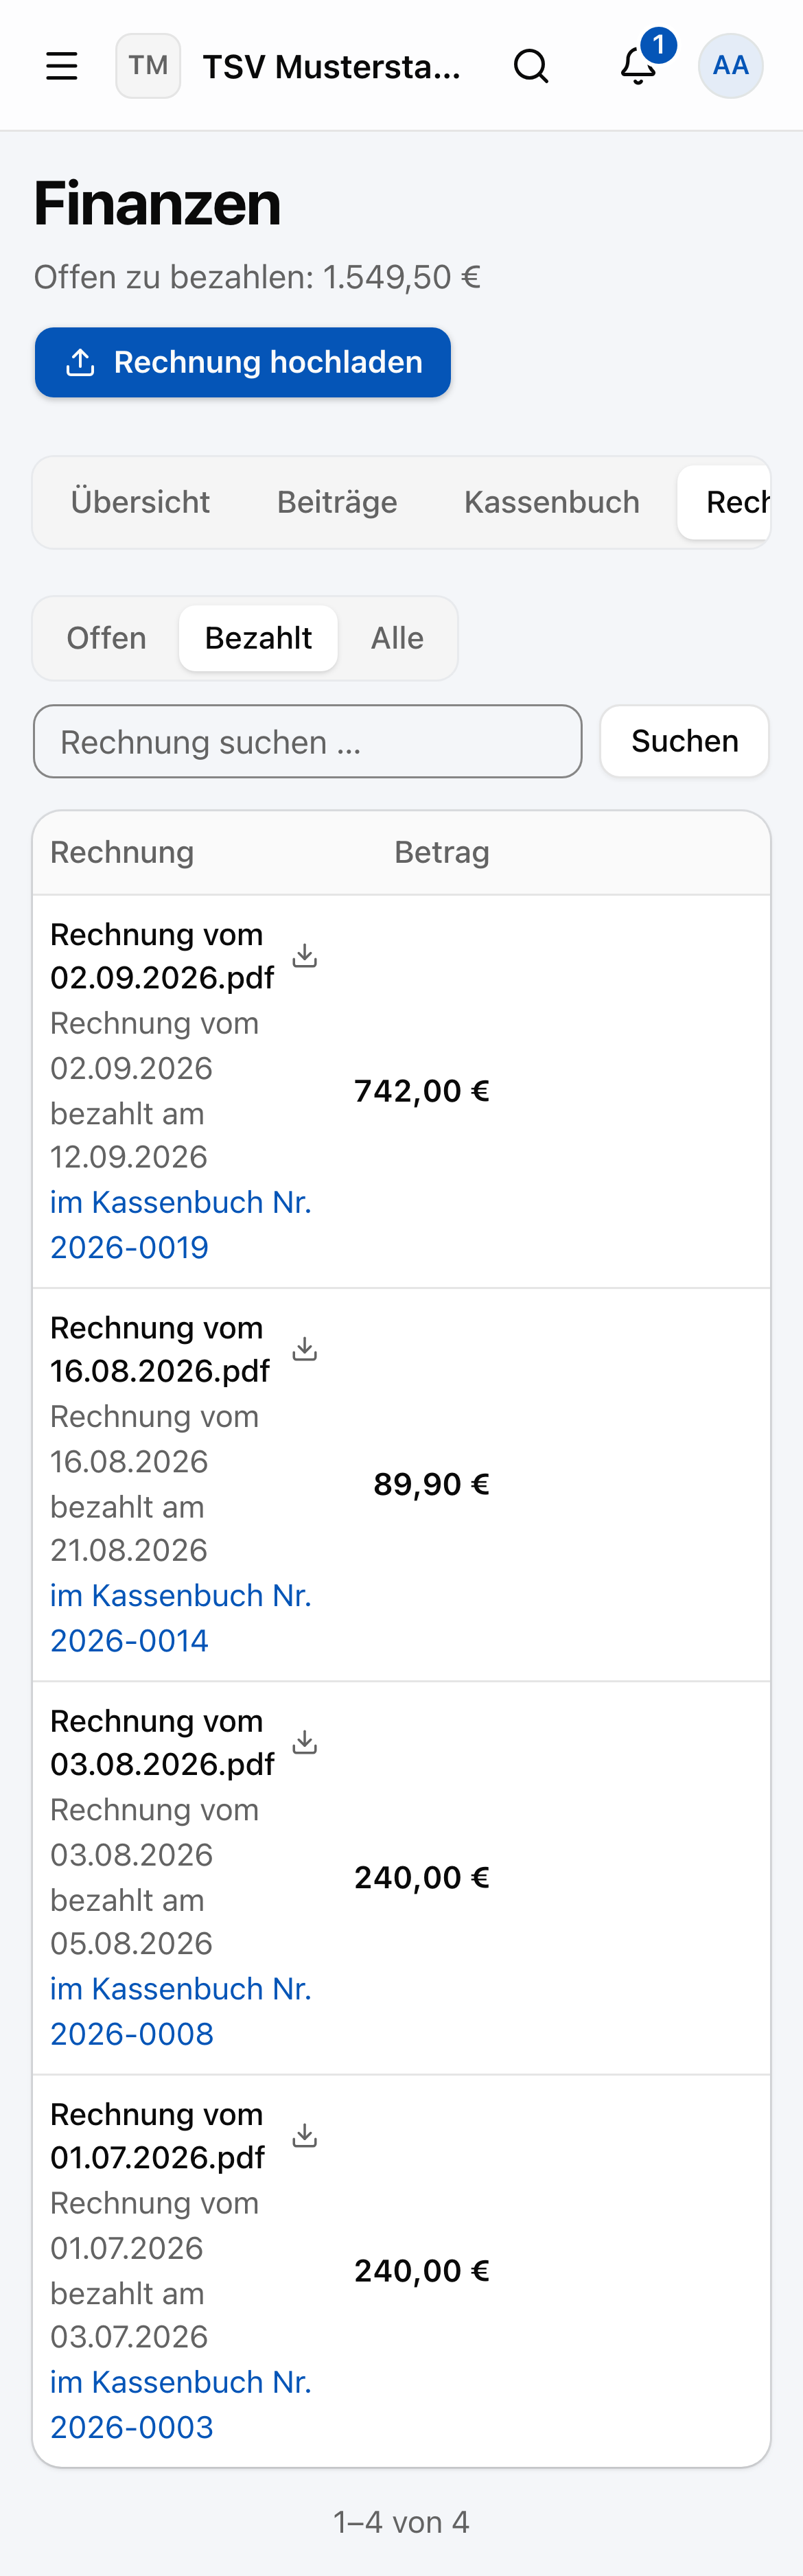 TM TSV Mustersta... 1 AA
Finanzen
Offen zu bezahlen: 1.549,50 €
Rechnung hochladen
Übersicht Beiträge Kassenbuch Rech
Offen Bezahlt Alle
Rechnung suchen ... Suchen
Rechnung Betrag
Rechnung vom
02.09.2026.pdf
Rechnung vom
02.09.2026
bezahlt am
12.09.2026
im Kassenbuch Nr.
2026-0019
742,00 €
Rechnung vom
16.08.2026.pdf
Rechnung vom
16.08.2026
bezahlt am
21.08.2026
im Kassenbuch Nr.
2026-0014
89,90 €
Rechnung vom
03.08.2026.pdf
Rechnung vom
03.08.2026
bezahlt am
05.08.2026
im Kassenbuch Nr.
2026-0008
240,00 €
Rechnung vom
01.07.2026.pdf
Rechnung vom
01.07.2026
bezahlt am
03.07.2026
im Kassenbuch Nr.
2026-0003
240,00 €
1–4 von 4